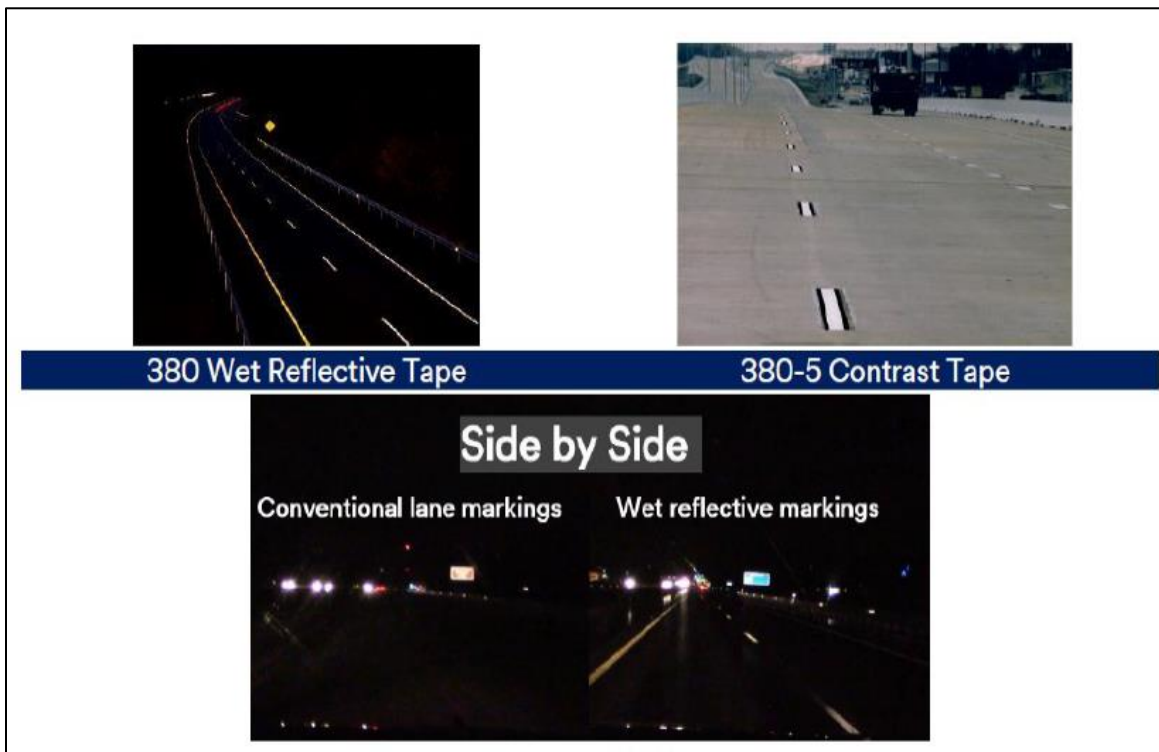 380 Wet Reflective Tape
380-5 Contrast Tape
Side by Side
Conventional lane markings
Wet reflective markings